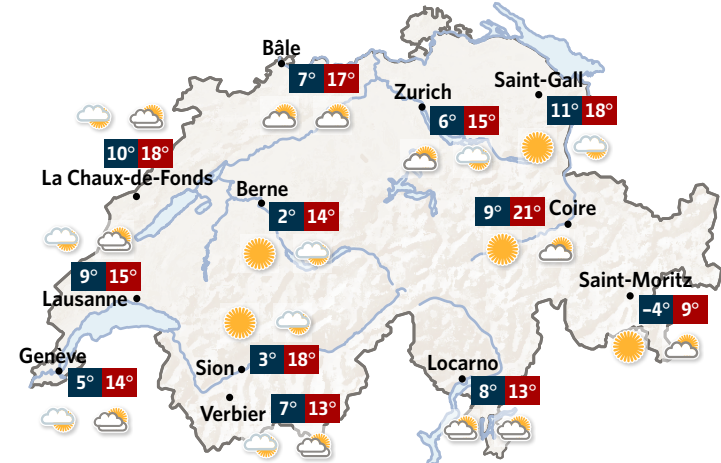 Bâle
7° 17°
Zurich
6° 15°
Saint-Gall
11° 18°
10° 18°
La Chaux-de-Fonds
Berne
2° 14°
9° 21° Coire
9° 15°
Lausanne
Saint-Moritz
–4° 9°
Genève
5° 14°
Sion 3° 18°
Verbier 7° 13°
Locarno
8° 13°